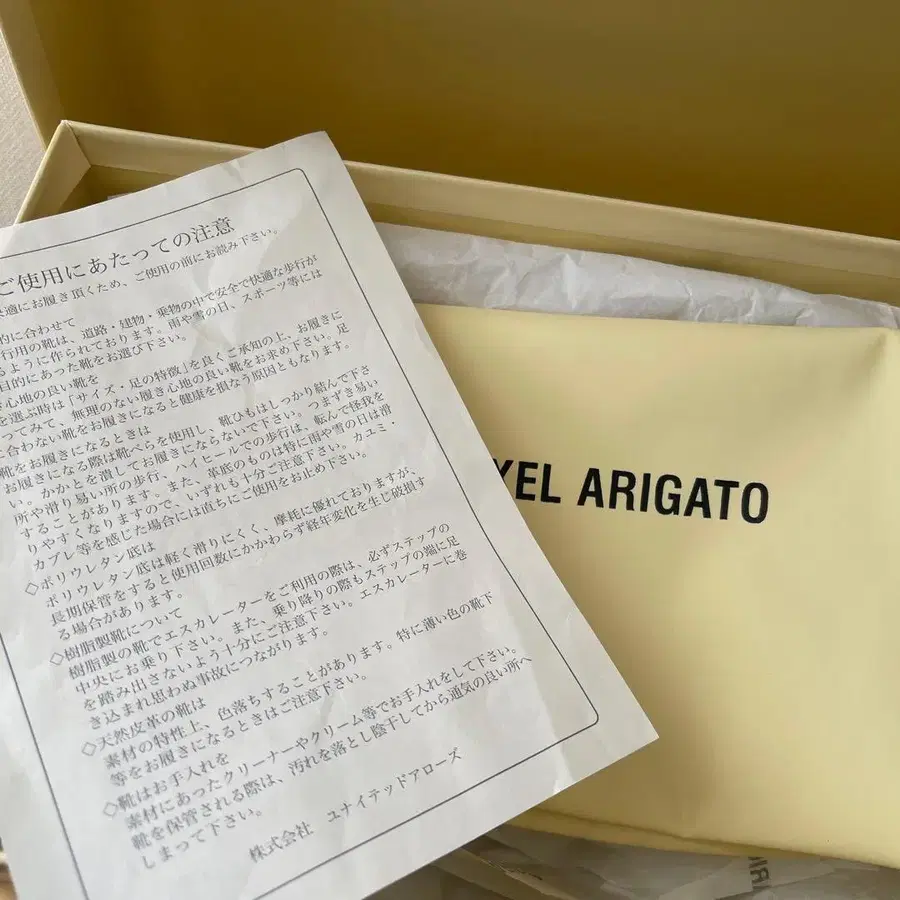 ご使用にあたっての注意
快適にお履き頂くため、ご使用の前にお読み下さい。
的に合わせて
行用の靴は、道路・建物・乗物の中で安全で快適な歩行が
るように作られております。雨や雪の日、スポーツ等には
目的にあった靴をお選び下さい。
き心地の良い靴を
を選ぶ時は「サイズ・足の特徴」を良くご承知の上、お履きに
ってみて、無理のない履き心地の良い靴をお求め下さい。足
に合わない靴をお履きになると健康を損なう原因ともなります。
靴をお履きになるときは
お履きになる際は靴べらを使用し、靴ひもはしっかり結んで下さ
い。かかとを潰してお履きにならないで下さい。つまずき易い
所や滑り易い所の歩行、ハイヒールでの歩行は、転んで怪我を
することがあります。また、革底のものは特に雨や雪の日は滑
りやすくなりますので、いずれも十分ご注意下さい。カユミ・
カブレ等を感じた場合には直ちにご使用をお止め下さい。
◇ポリウレタン底は
ポリウレタン底は軽く滑りにくく、摩耗に優れておりますが、
長期保管をすると使用回数にかかわらず経年変化を生じ破損す
る場合があります。
◇樹脂製靴について
樹脂製の靴でエスカレーターをご利用の際は、必ずステップの
中央にお乗り下さい。また、乗り降りの際もステップの端に足
を踏み出さないよう十分にご注意下さい。エスカレーターに巻
き込まれ思わぬ事故につながります。
◇天然皮革の靴は
素材の特性上、色落ちすることがあります。特に薄い色の靴下
等をお履きになるときはご注意下さい。
◇靴はお手入れを
素材にあったクリーナーやクリーム等でお手入れをして下さい。
靴を保管される際は、汚れを落とし陰干ししてから通気の良い所へ
しまって下さい。
株式会社 ユナイテッドアローズ
YEL ARIGATO